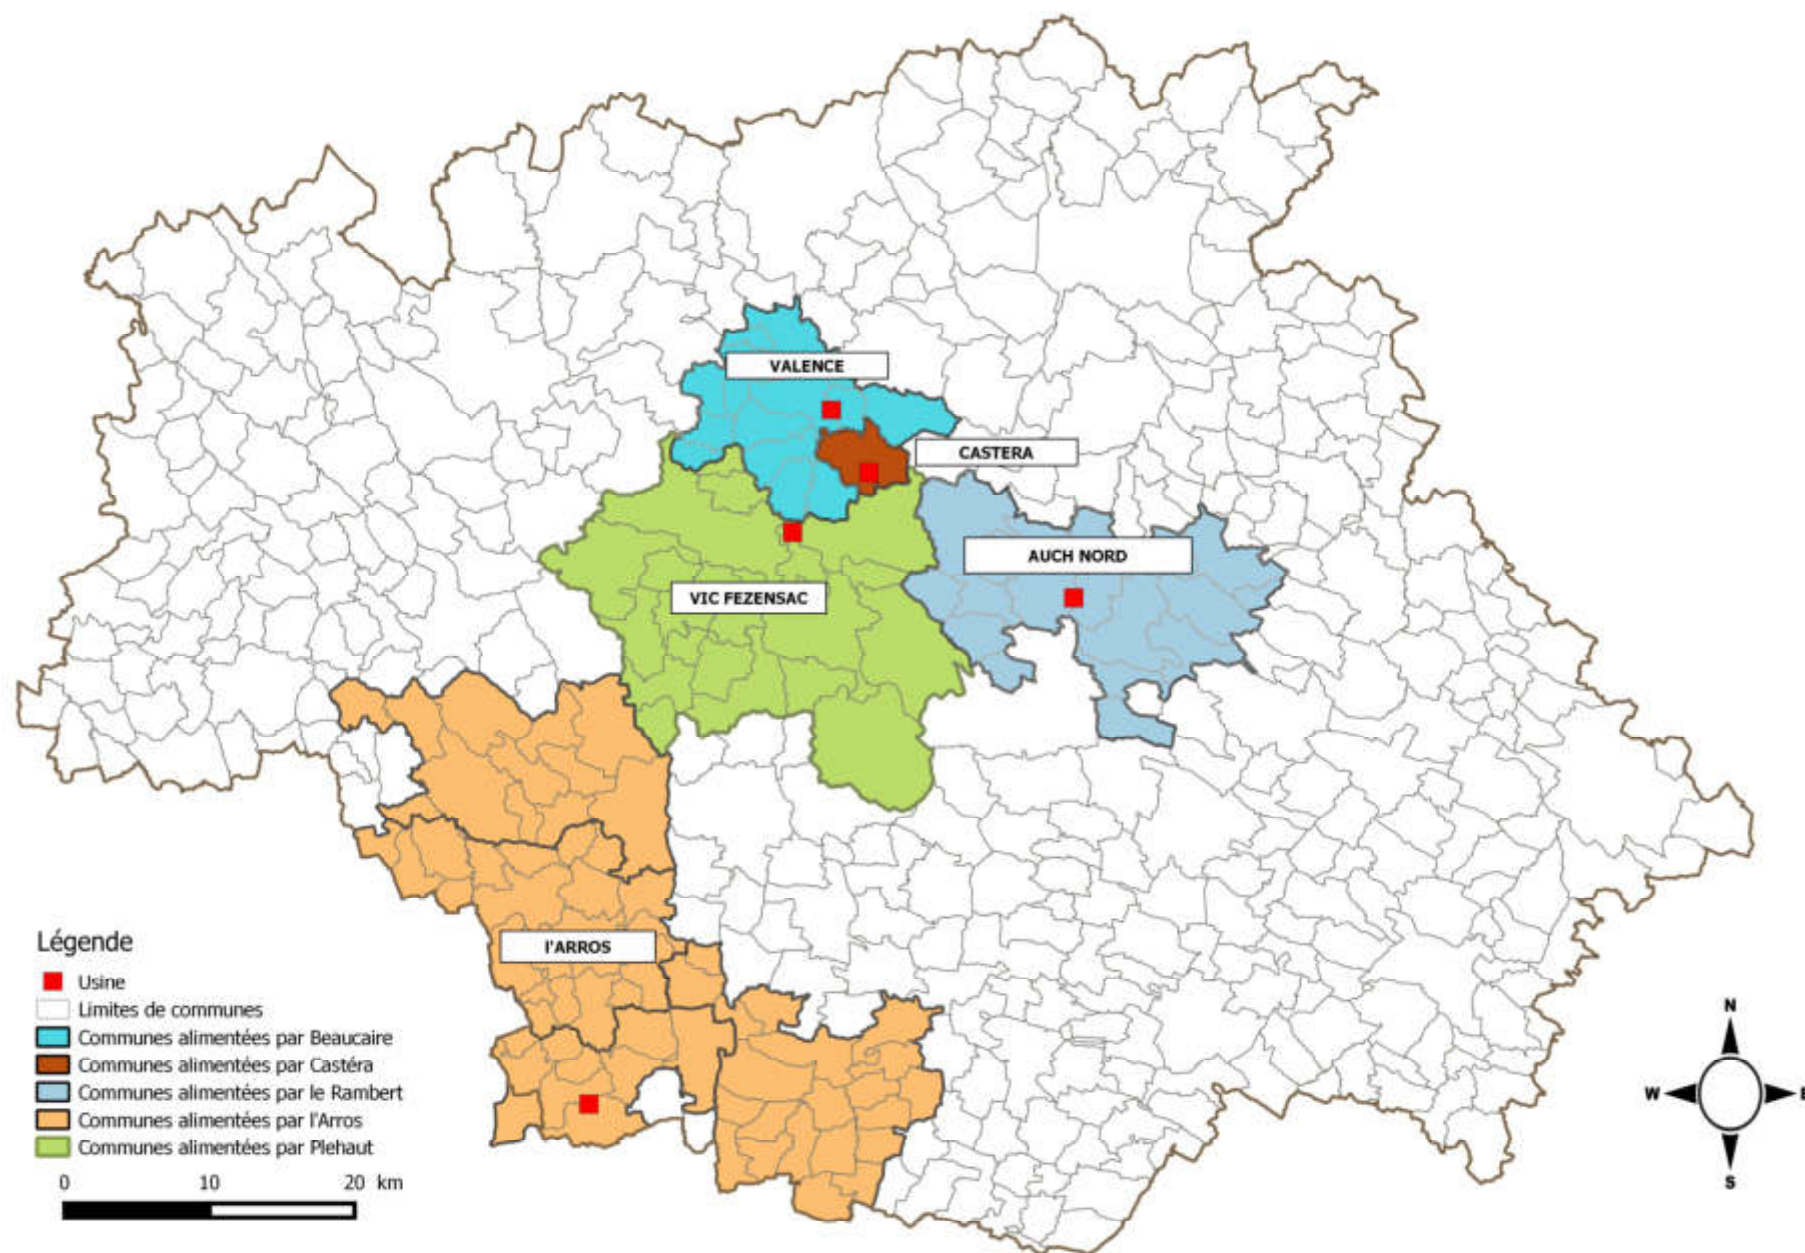 VALENCE
CASTERA
AUCH NORD
VIC FEZENSAC
l'ARROS
Légende
Usine
Limites de communes
Communes alimentées par Beaucaire
Communes alimentées par Castéra
Communes alimentées par le Rambert
Communes alimentées par l'Arros
Communes alimentées par Plehaut
0 10 20 km
N
W E
S